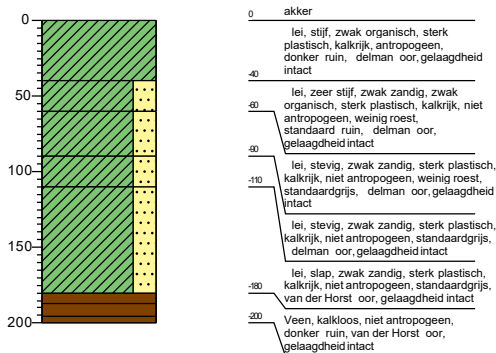 0
50
100
150
200
0
akker
lei, stijf, zwak organisch, sterk
plastisch, kalkrijk, antropogeen,
donker ruin, delman oor, gelaagdheid
intact
-40
lei, zeer stijf, zwak zandig, zwak
organisch, sterk plastisch, kalkrijk, niet
antropogeen, weinig roest,
standaard ruin, delman oor,
gelaagdheid intact
-60
-90
lei, stevig, zwak zandig, sterk plastisch,
kalkrijk, niet antropogeen, weinig roest,
standaardgrijs, delman oor, gelaagdheid
intact
-110
lei, stevig, zwak zandig, sterk plastisch,
kalkrijk, niet antropogeen, standaardgrijs,
delman oor, gelaagdheid intact
lei, slap, zwak zandig, sterk plastisch,
kalkrijk, niet antropogeen, standaardgrijs,
van der Horst oor, gelaagdheid intact
-180
-200
Veen, kalkloos, niet antropogeen,
donker ruin, van der Horst oor,
gelaagdheid intact